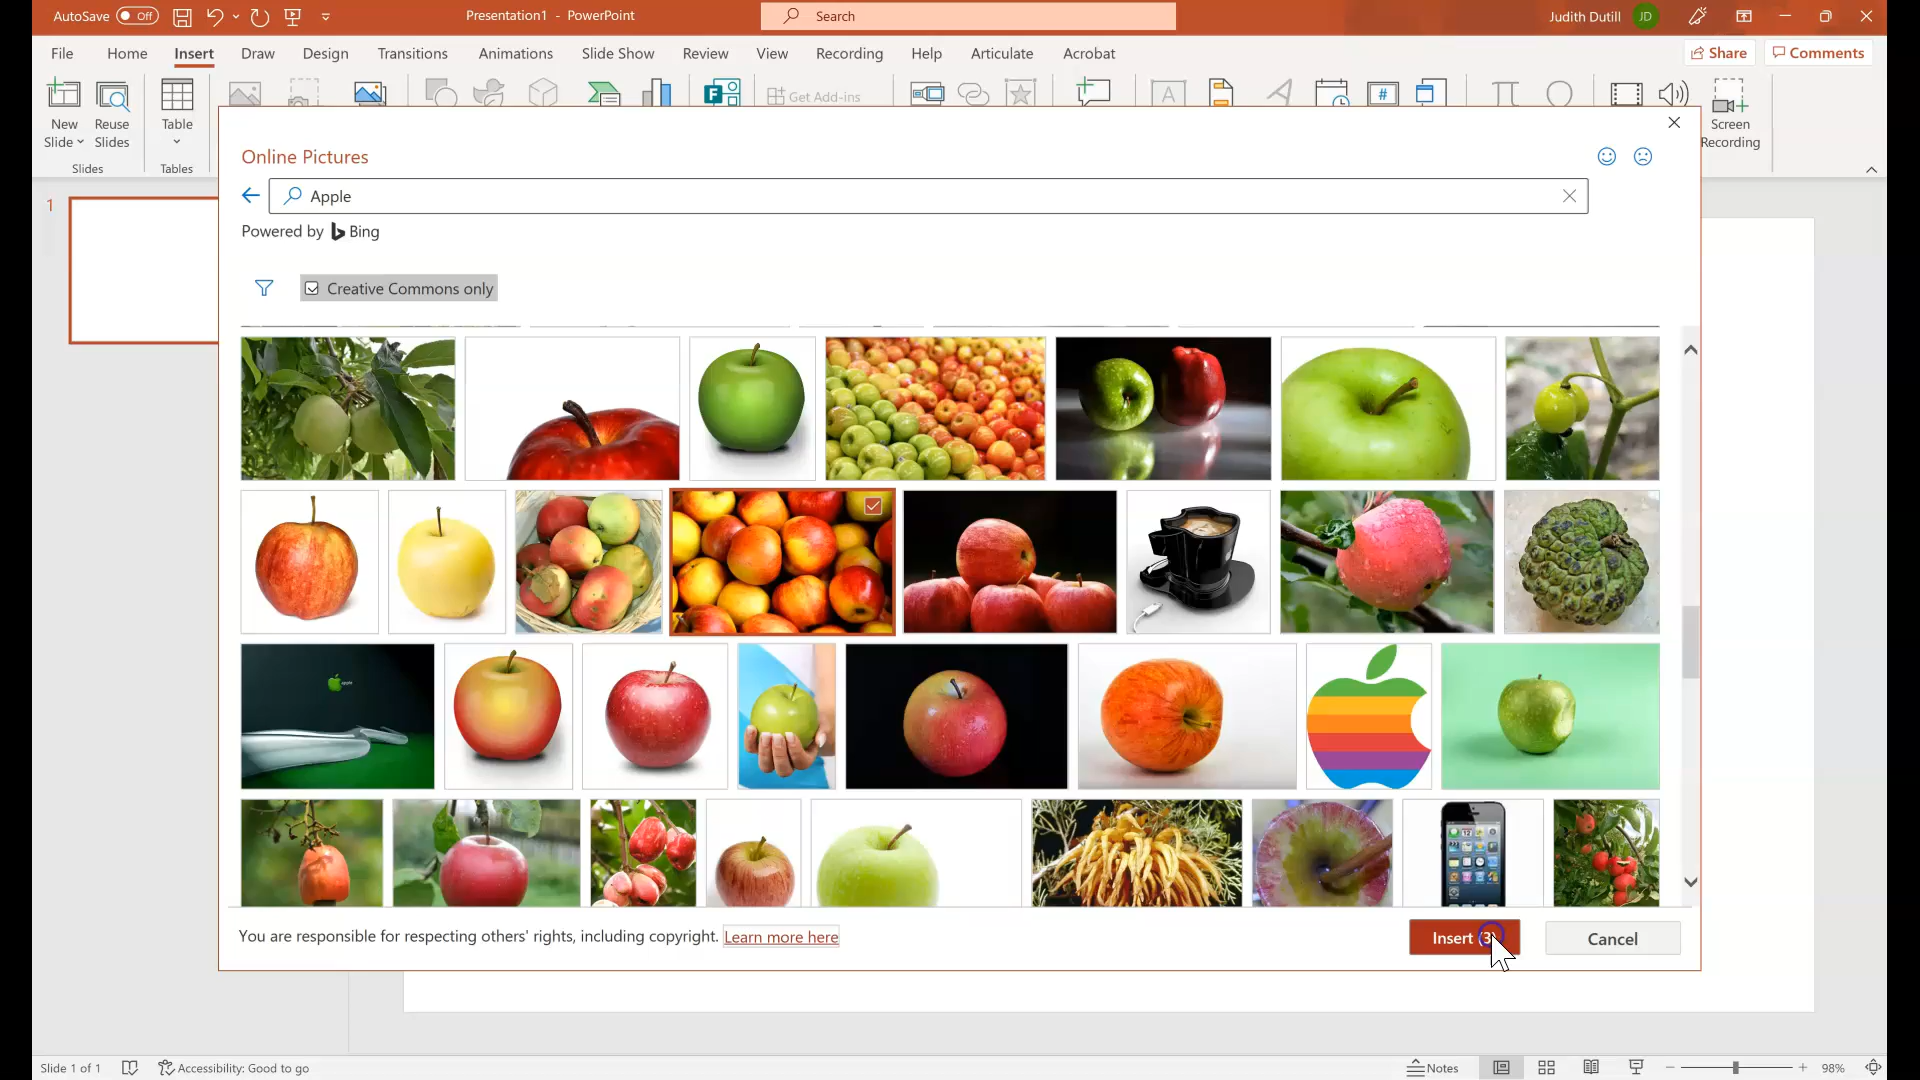 AutoSave Off
Presentation1 - PowerPoint
Search
Judith Dutill JD
File Home Insert Draw Design Transitions Animations Slide Show Review View Recording Help Articulate Acrobat
Share Comments
New Slide
Reuse Slides
Table
Get Add-ins
Screen Recording
Slides
Tables
Online Pictures
1
Apple
Powered by Bing
Creative Commons only
You are responsible for respecting others' rights, including copyright. Learn more here
Insert (3)
Cancel
Slide 1 of 1
Accessibility: Good to go
Notes
98%